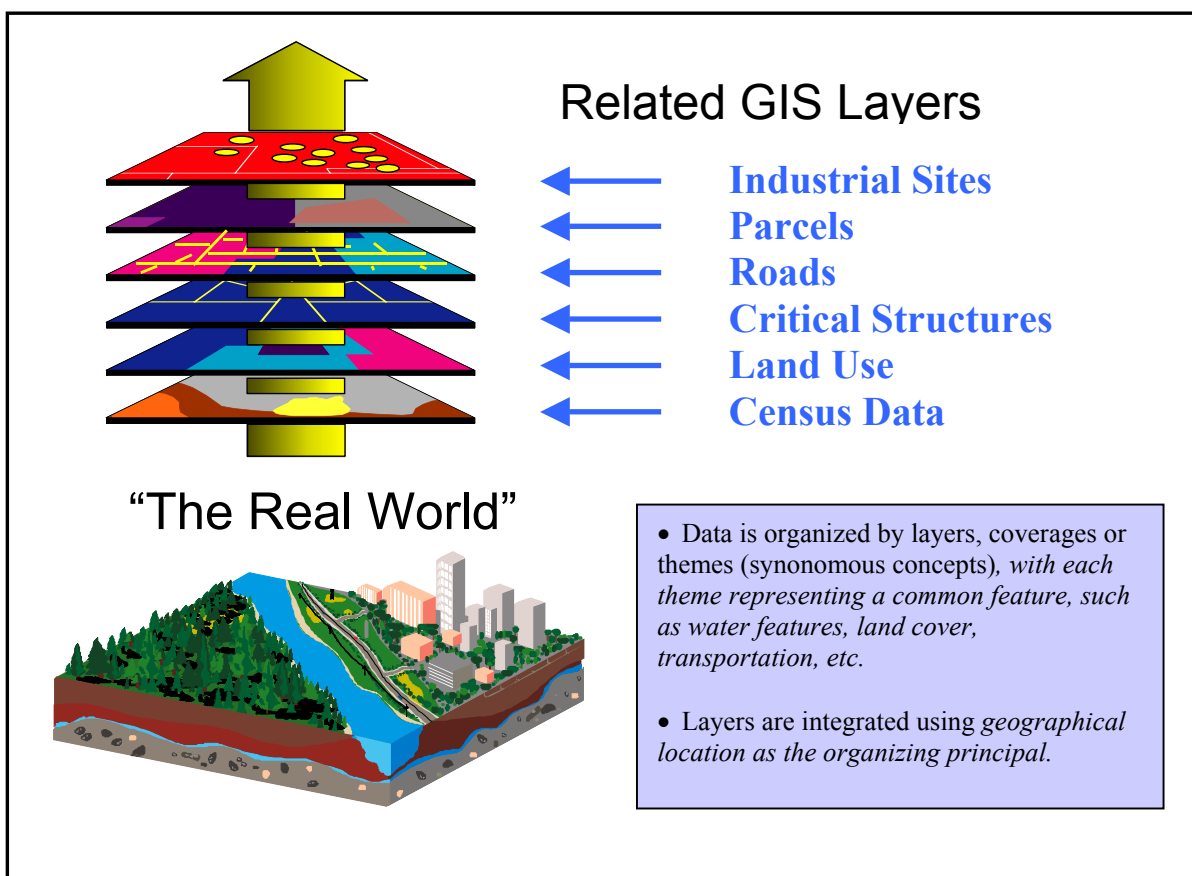 Related GIS Layers
Industrial Sites
Parcels
Roads
Critical Structures
Land Use
Census Data
“The Real World”
• Data is organized by layers, coverages or
themes (synonomous concepts), with each
theme representing a common feature, such
as water features, land cover,
transportation, etc.
• Layers are integrated using geographical
location as the organizing principal.